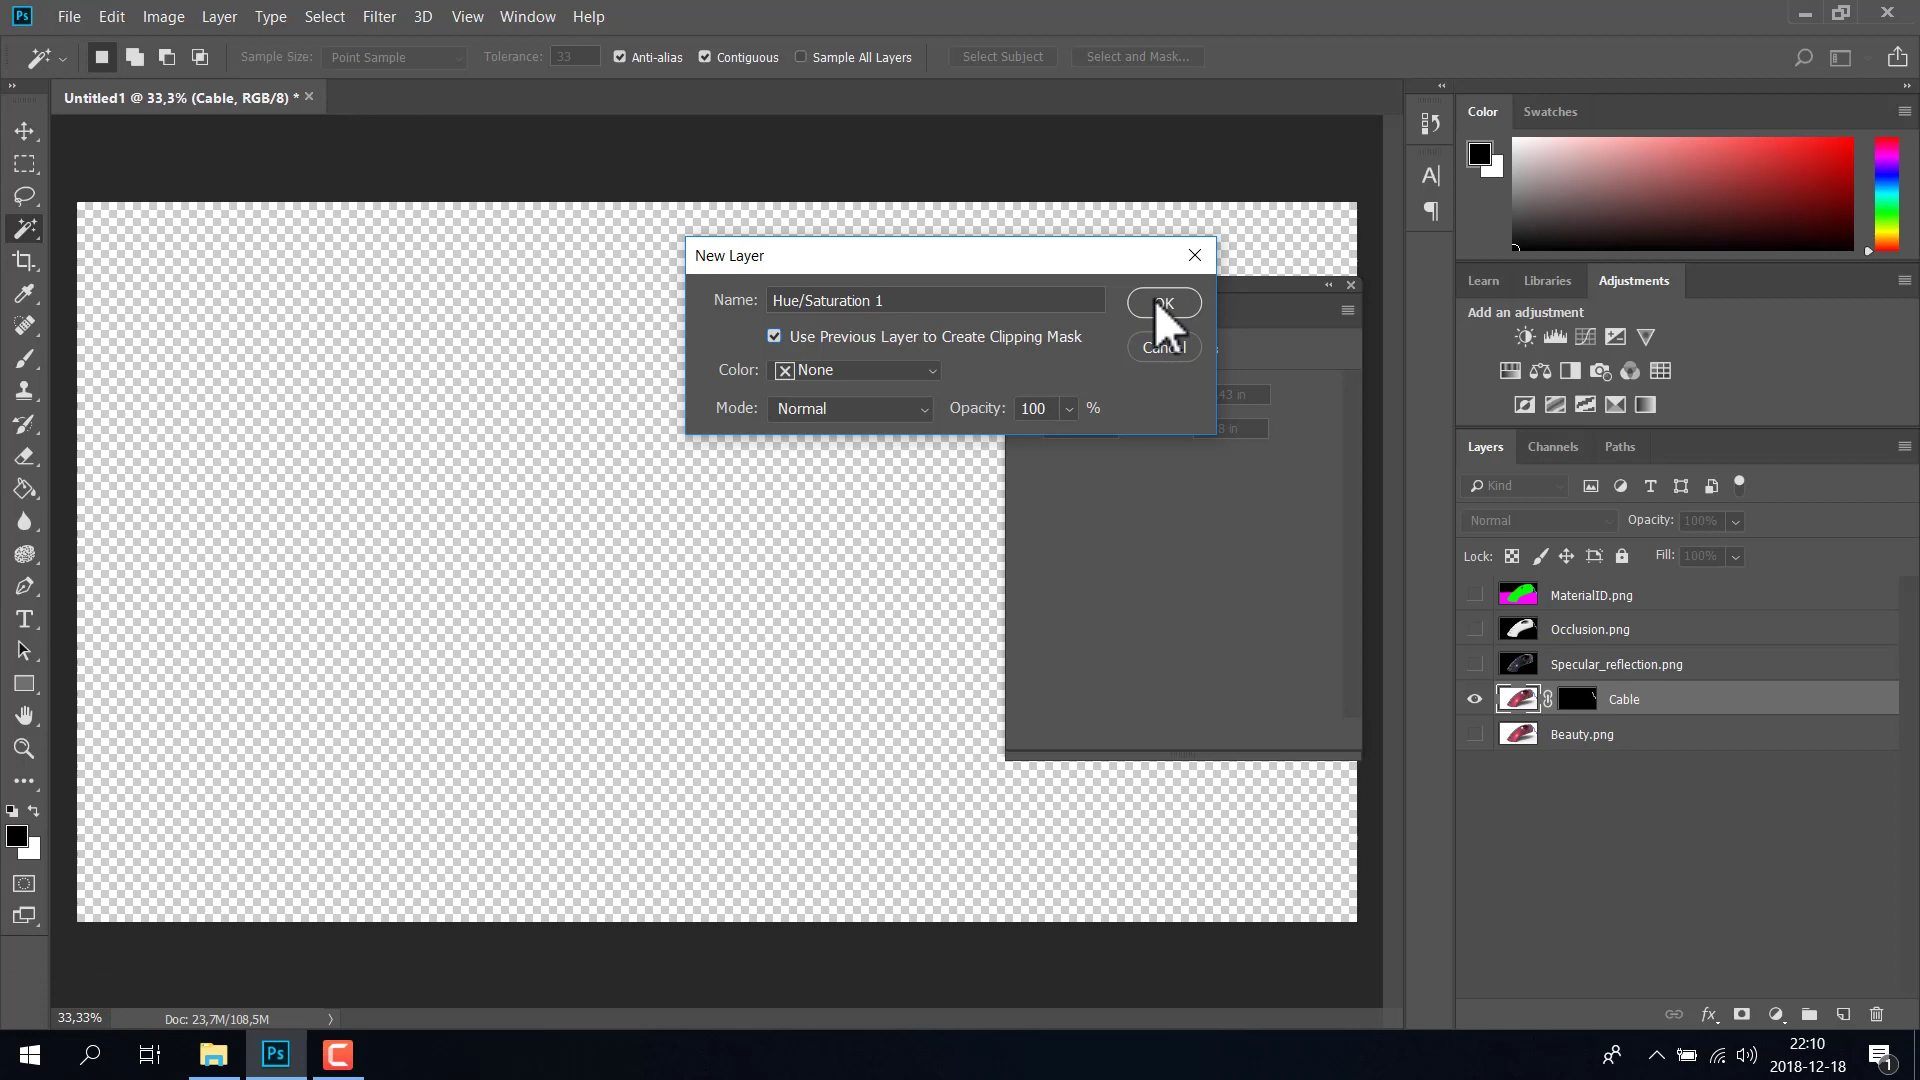 Ps File Edit Image Layer Type Select Filter 3D View Window Help
Sample Size: Point Sample Tolerance: 33 Anti-alias Contiguous Sample All Layers Select Subject Select and Mask...
Untitled1 @ 33,3% (Cable, RGB/8) *
Color Swatches
New Layer
Name: Hue/Saturation 1
OK
Use Previous Layer to Create Clipping Mask
Cancel
Color: None
Mode: Normal Opacity: 100 %
Learn Libraries Adjustments
Add an adjustment
Layers Channels Paths
Kind
Normal Opacity: 100%
Lock: Fill: 100%
MaterialID.png
Occlusion.png
Specular_reflection.png
Cable
Beauty.png
fx
33,33% Doc: 23,7M/108,5M
Ps
22:10
2018-12-18
1